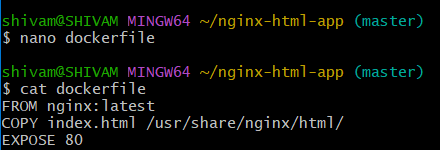 shivam@SHIVAM MINGW64 ~/nginx-html-app (master)
$ nano dockerfile
shivam@SHIVAM MINGW64 ~/nginx-html-app (master)
$ cat dockerfile
FROM nginx:latest
COPY index.html /usr/share/nginx/html/
EXPOSE 80